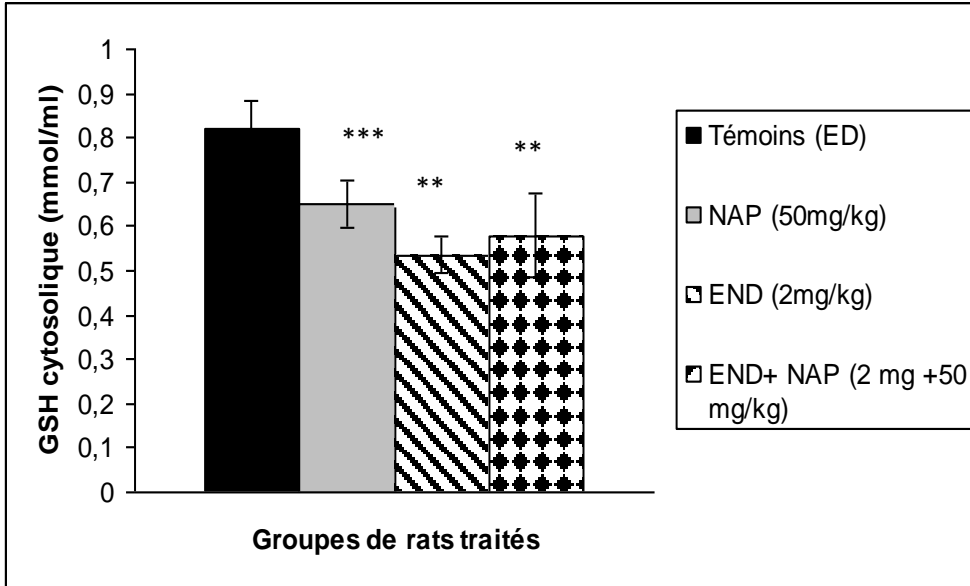 GSH cytosolique (mmol/ml)
1
0,9
0,8
0,7
0,6
0,5
0,4
0,3
0,2
0,1
0
***
**
**
Groupes de rats traités
Témoins (ED)
NAP (50mg/kg)
END (2mg/kg)
END+ NAP (2 mg +50
mg/kg)